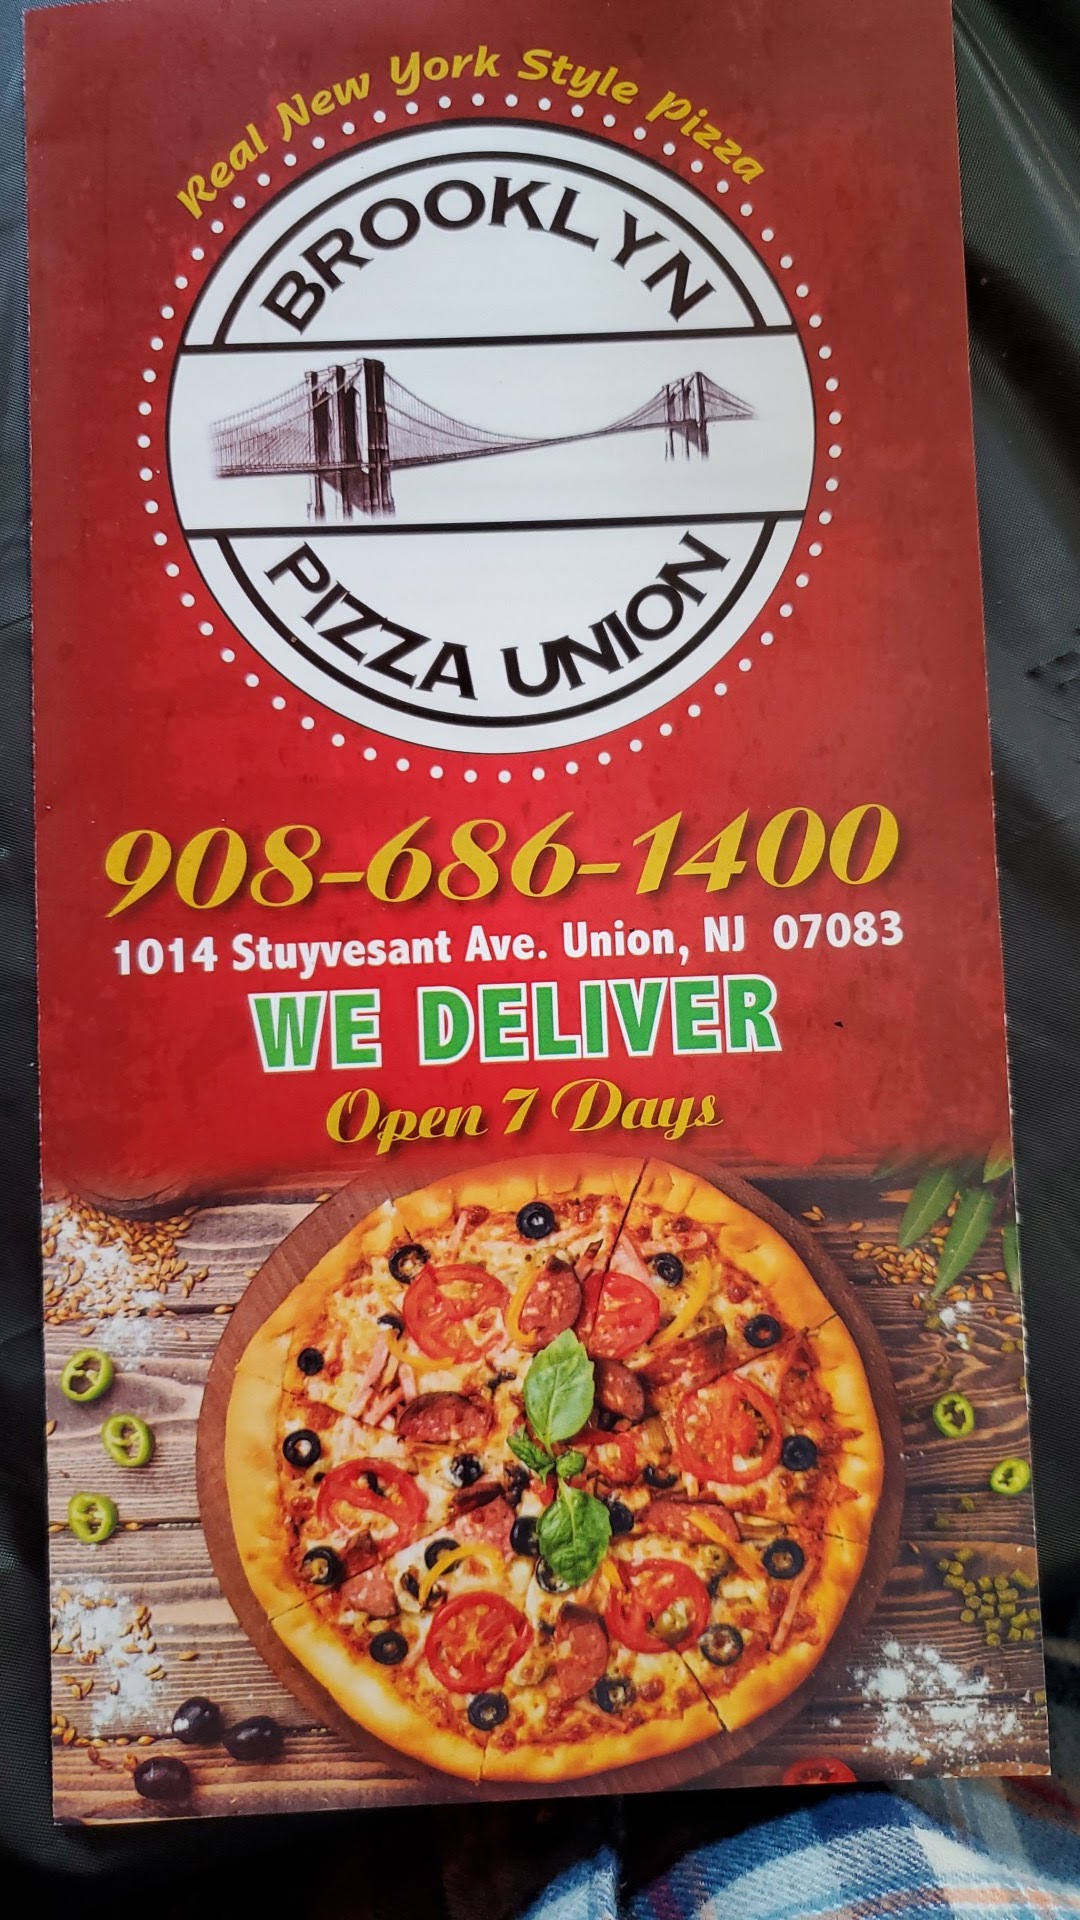 Real New York Style Pizza
BROOKLYN
PIZZA UNION
908-686-1400
1014 Stuyvesant Ave. Union, NJ 07083
WE DELIVER
Open 7 Days